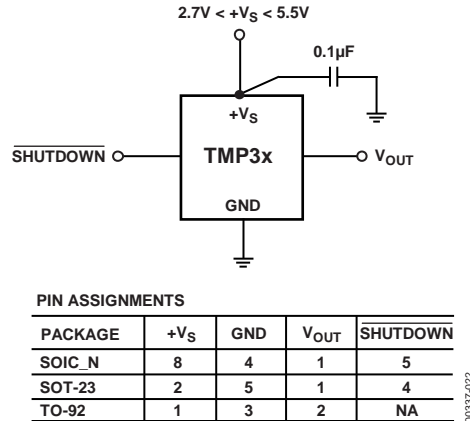 2.7V < +VS < 5.5V
0.1µF
+VS
SHUTDOWN
TMP3x
VOUT
GND
PIN ASSIGNMENTS
PACKAGE +VS GND VOUT SHUTDOWN
SOIC_N 8 4 1 5
SOT-23 2 5 1 4
TO-92 1 3 2 NA
00337-022